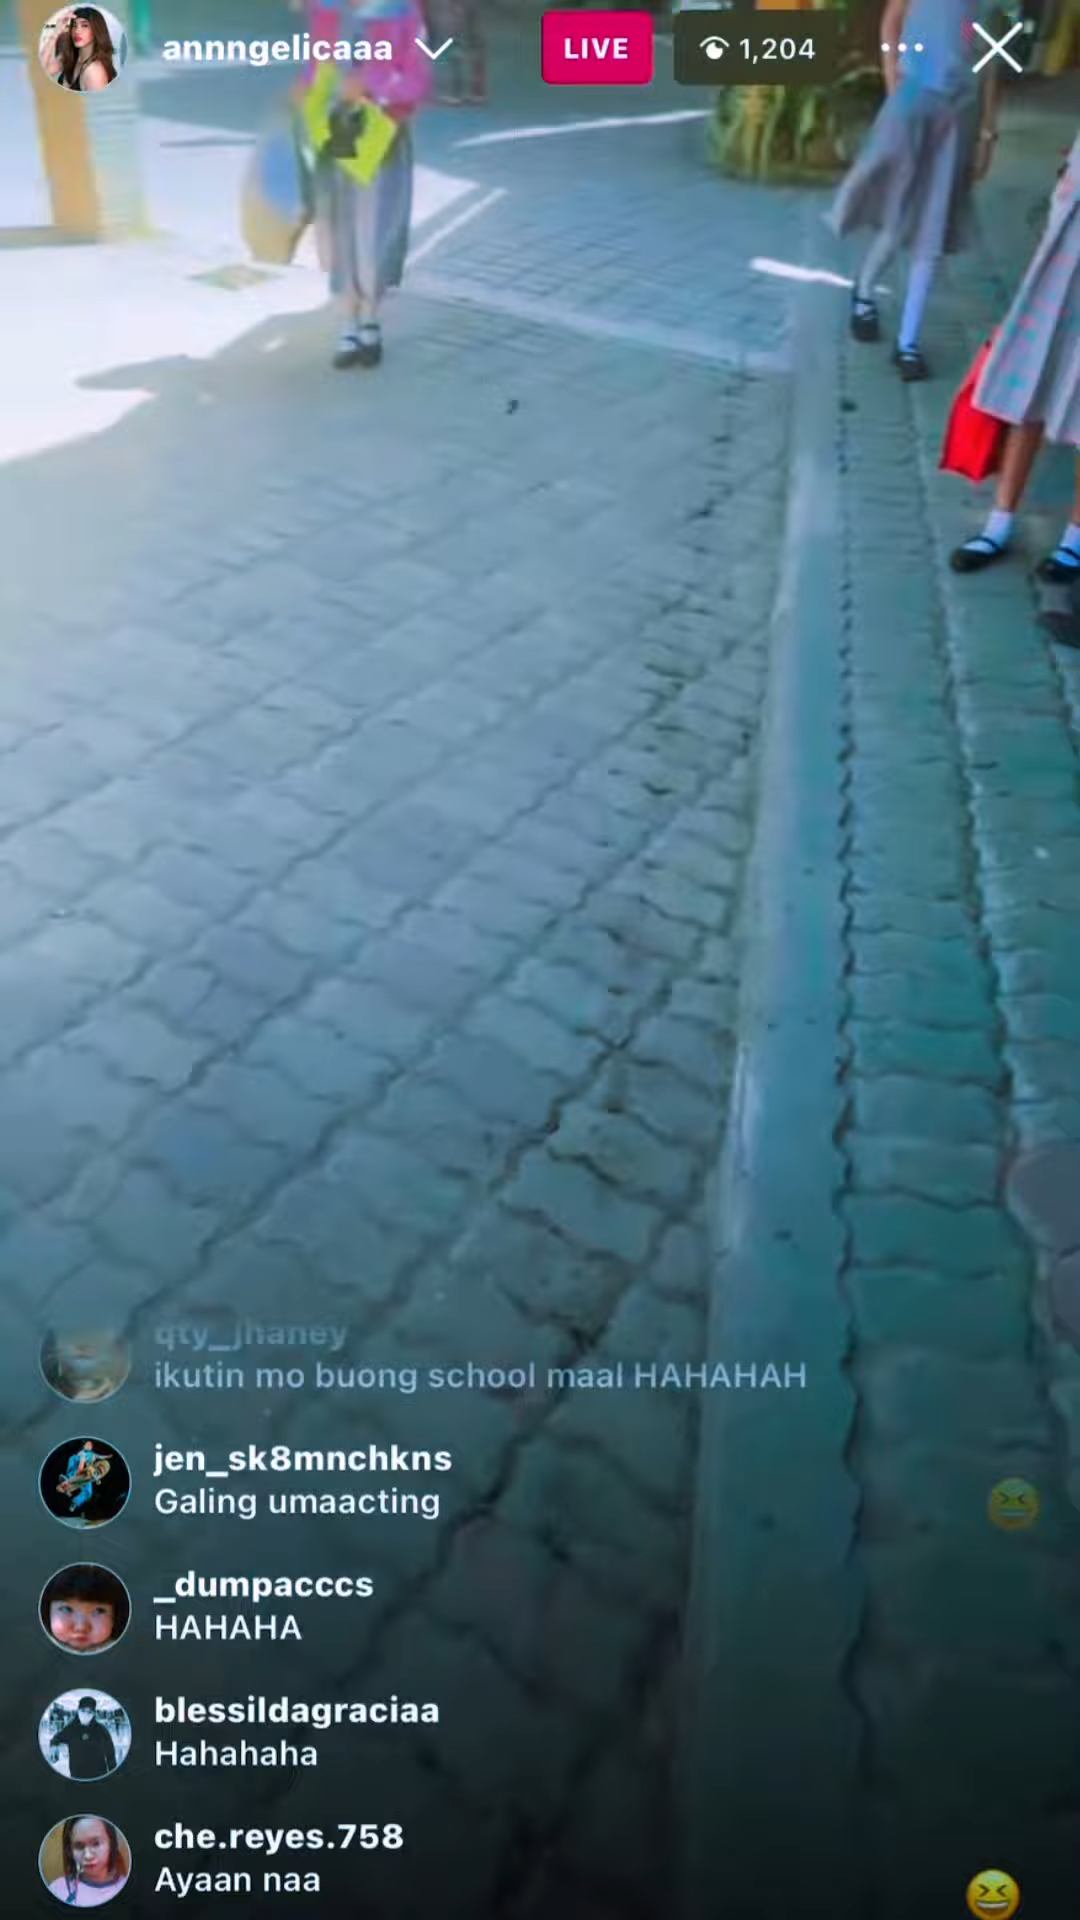 annngelicaaa
LIVE
1,204
qty_jhaney
ikutin mo buong school maal HAHAHAH
jen_sk8mnchkns
Galing umaacting
_dumpacccs
HAHAHA
blessildagraciaa
Hahahaha
che.reyes.758
Ayaan naa